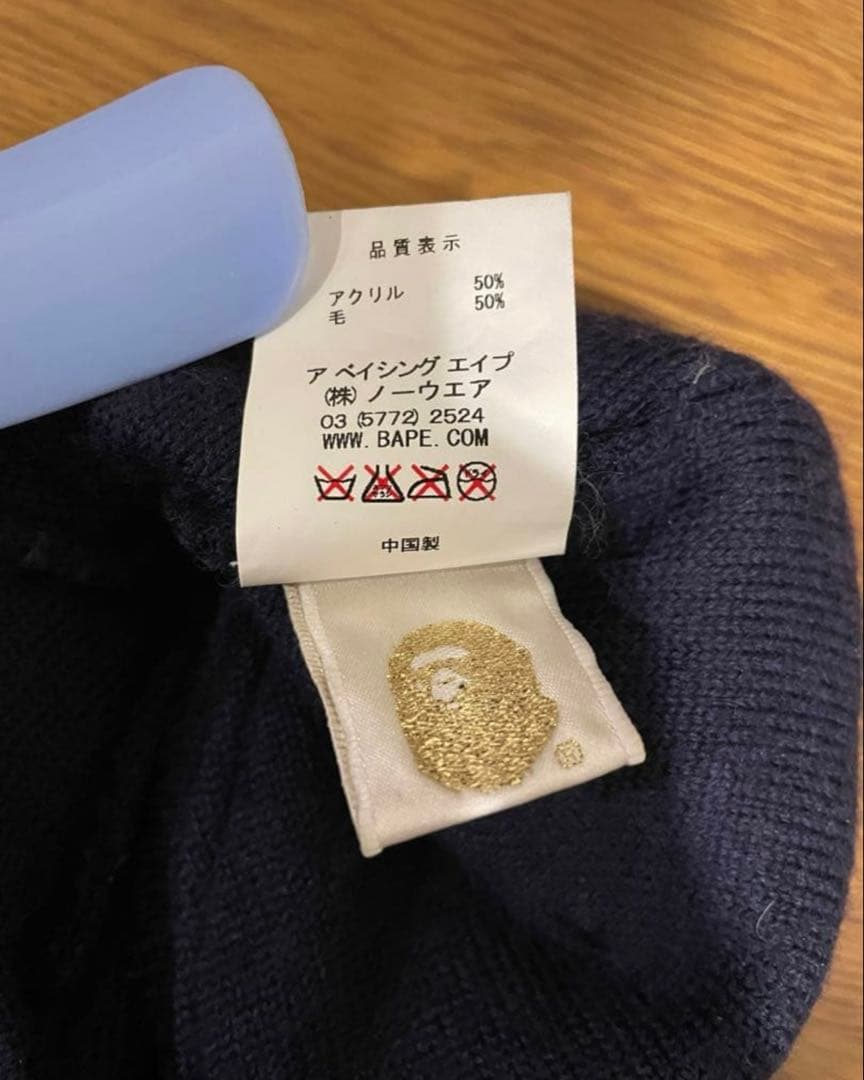 品質表示
アクリル 50%
毛 50%
ア ベイシング エイプ
(株) ノーウエア
03 (5772) 2524
WWW. BAPE. COM
中国製